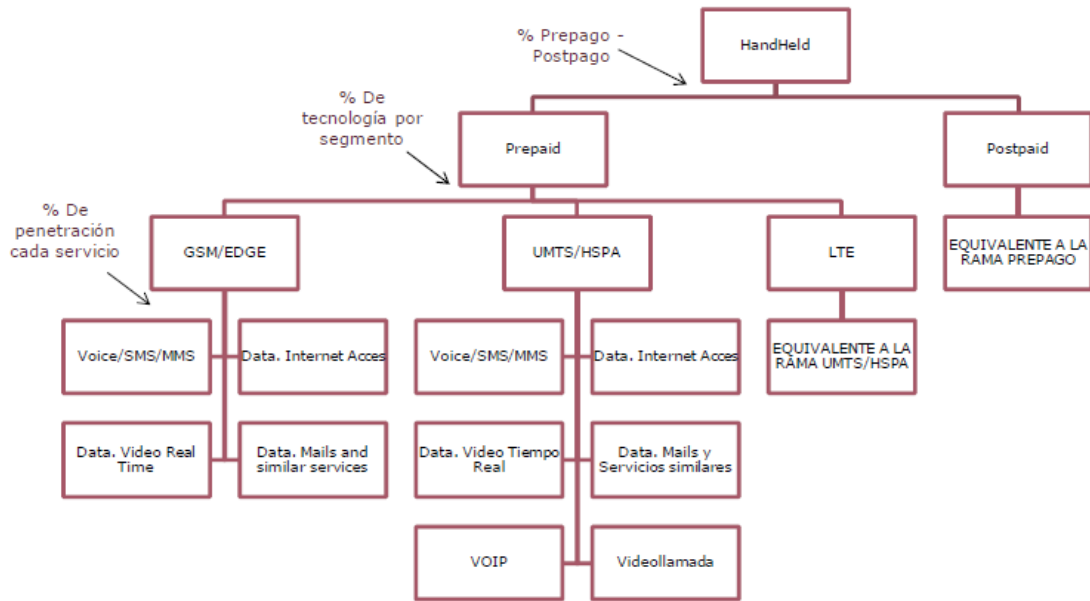 % Prepago -
Postpago
HandHeld
% De
tecnología por
segmento
Prepaid
Postpaid
% De
penetración
cada servicio
GSM/EDGE
UMTS/HSPA
LTE
EQUIVALENTE A LA
RAMA PREPAGO
Voice/SMS/MMS
Data. Internet Acces
Voice/SMS/MMS
Data. Internet Acces
EQUIVALENTE A LA
RAMA UMTS/HSPA
Data. Video Real
Time
Data. Mails and
similar services
Data. Video Tiempo
Real
Data. Mails y
Servicios similares
VOIP
Videollamada